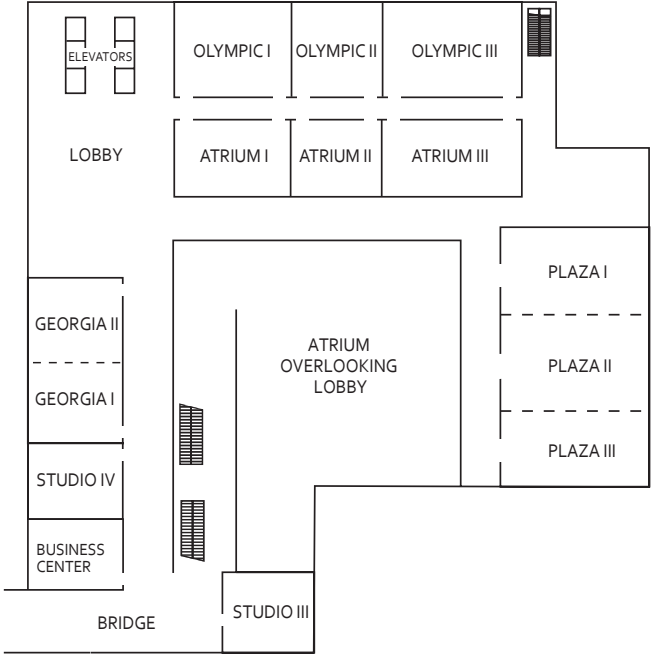 OLYMPIC I
OLYMPIC II
OLYMPIC III
ELEVATORS
LOBBY
ATRIUM I
ATRIUM II
ATRIUM III
PLAZA I
GEORGIA II
ATRIUM
OVERLOOKING
LOBBY
PLAZA II
GEORGIA I
PLAZA III
STUDIO IV
BUSINESS
CENTER
BRIDGE
STUDIO III